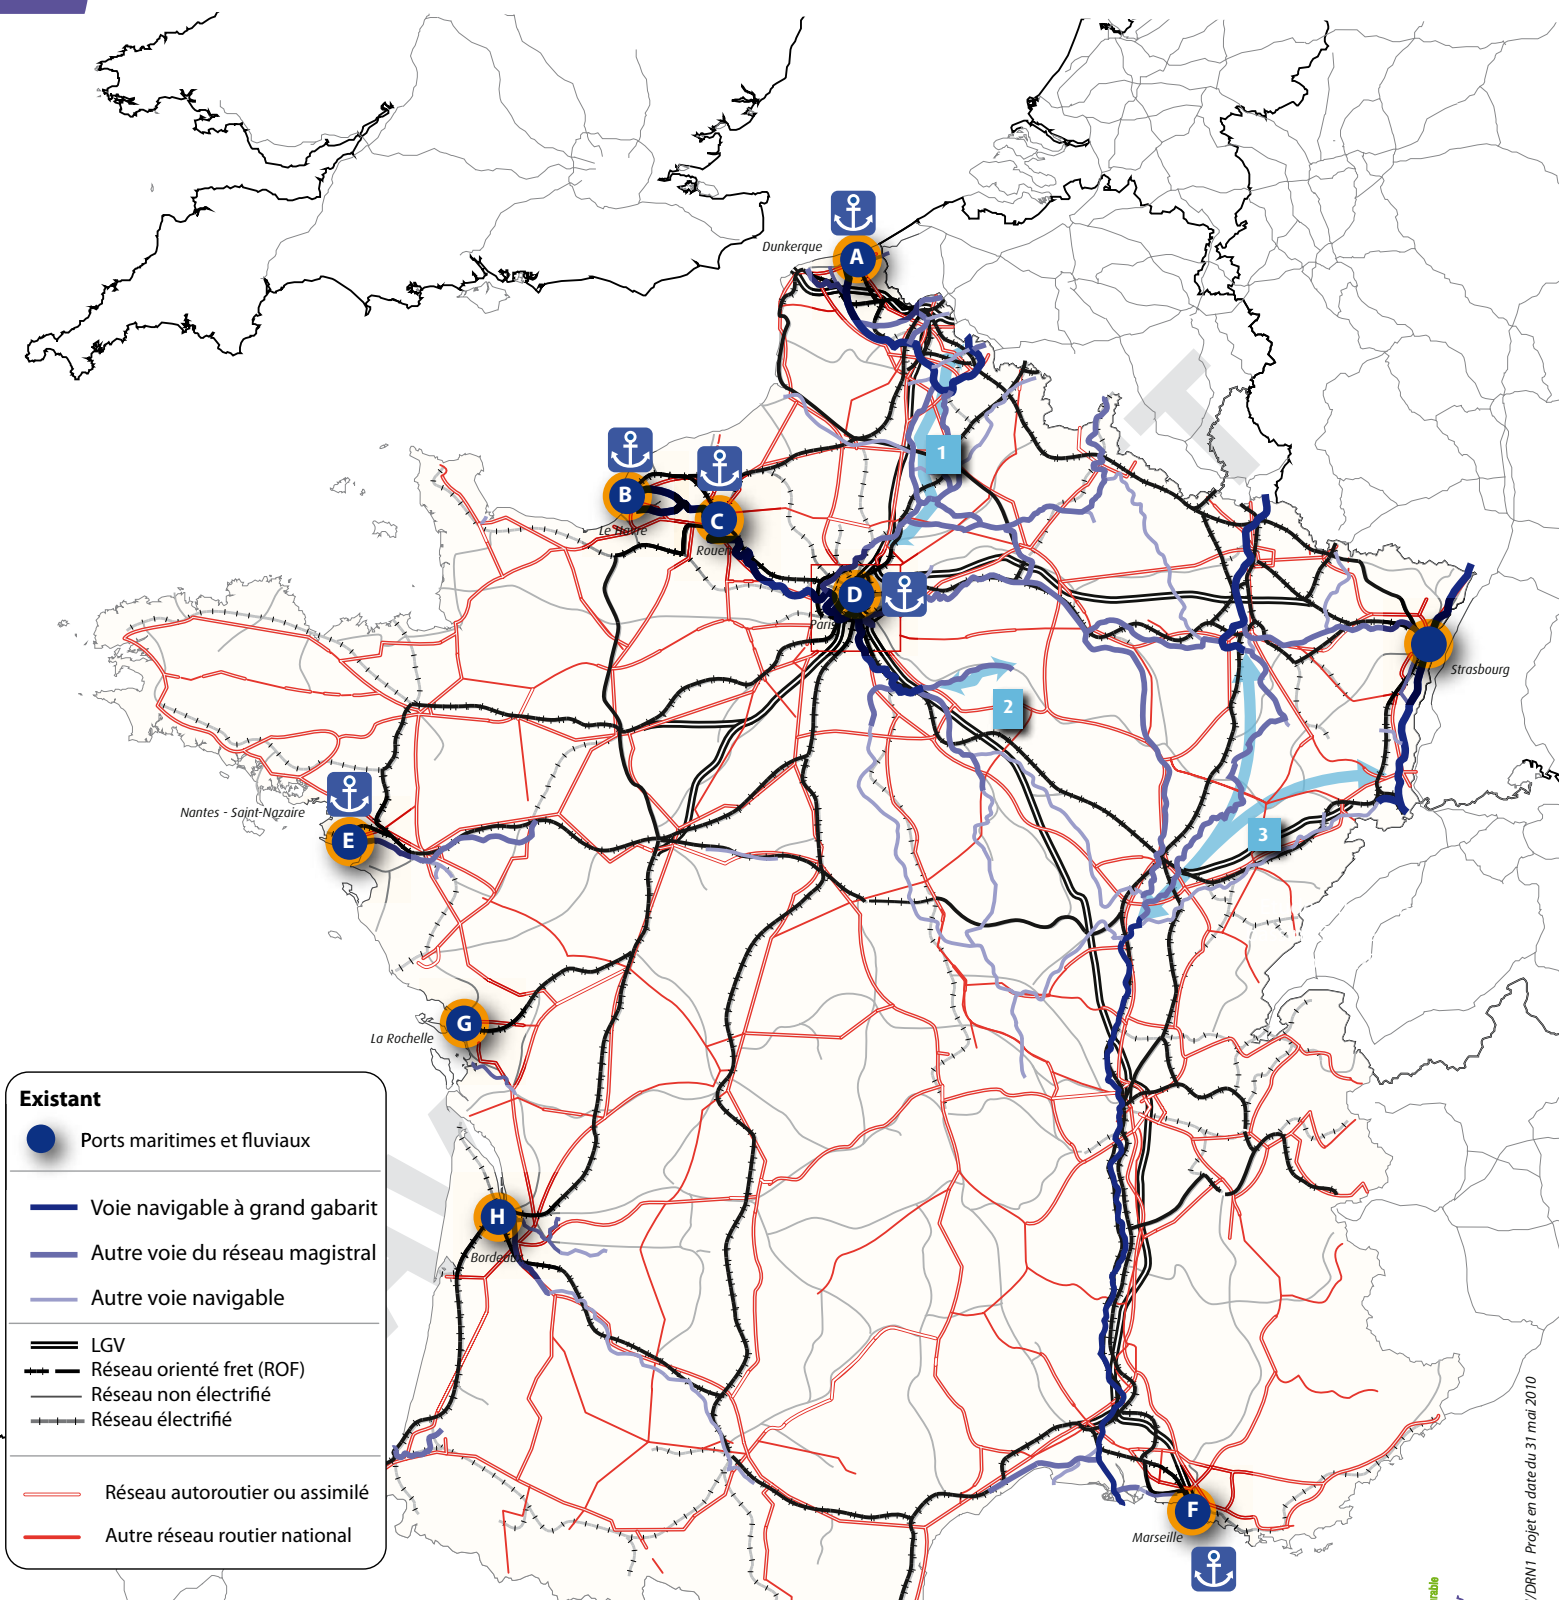 Dunkerque
A
1
B
Le Havre
C
Rouen
D
Paris
Strasbourg
2
3
Nantes - Saint-Nazaire
E
G
La Rochelle
H
Bordeaux
F
Marseille
Existant
Ports maritimes et fluviaux
Voie navigable à grand gabarit
Autre voie du réseau magistral
Autre voie navigable
LGV
Réseau orienté fret (ROF)
Réseau non électrifié
Réseau électrifié
Réseau autoroutier ou assimilé
Autre réseau routier national
/DRN1 Projet en date du 31 mai 2010